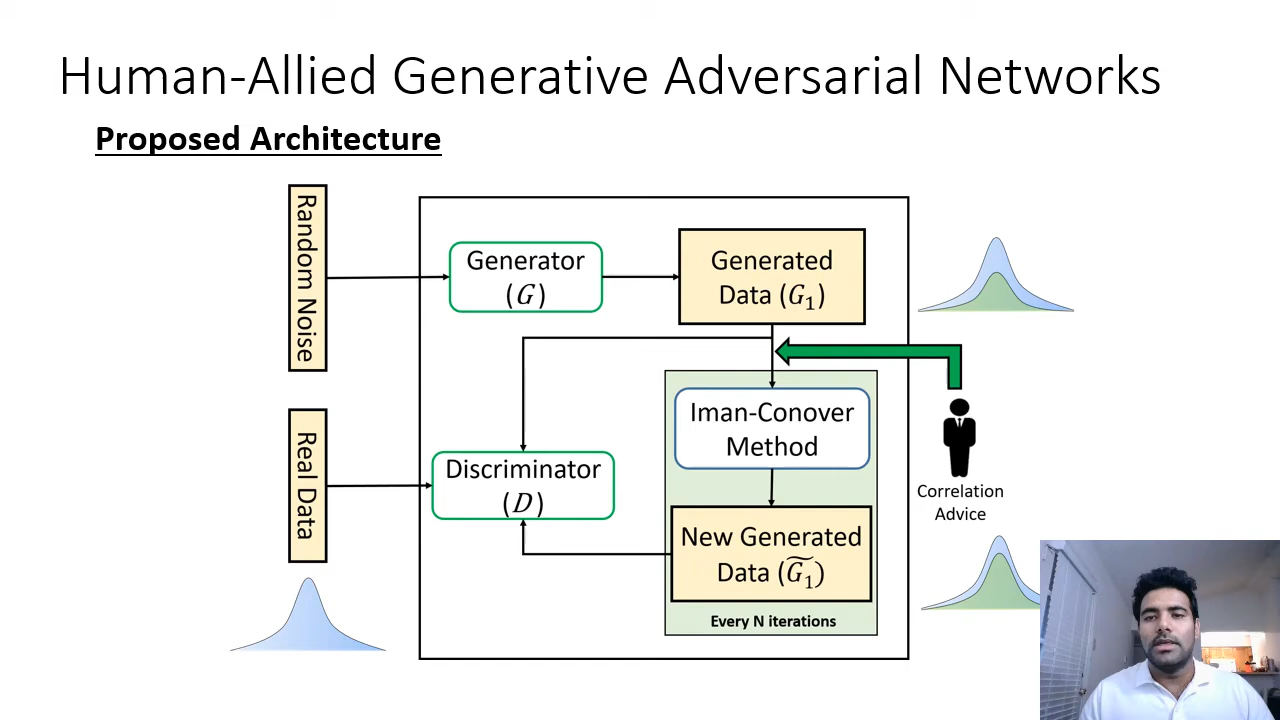 Human-Allied Generative Adversarial Networks
Proposed Architecture
Random Noise
Generator
(G)
Generated
Data (G₁)
Real Data
Discriminator
(D)
Iman-Conover
Method
Correlation
Advice
New Generated
Data (G̃₁)
Every N iterations